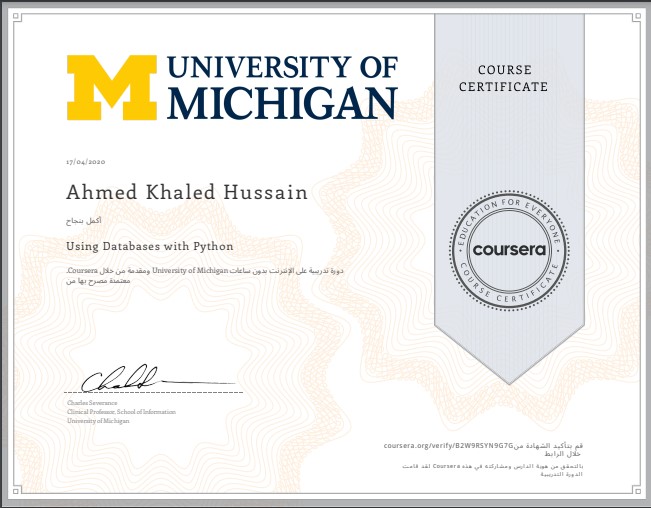 UNIVERSITY OF
MICHIGAN
COURSE
CERTIFICATE
17/04/2020
Ahmed Khaled Hussain
أكمل بنجاح
Using Databases with Python
دورة تدريبية على الإنترنت بدون ساعات University of Michigan ومقدمة من خلال Coursera.
معتمدة مصرح بها من
EDUCATION FOR EVERYONE
coursera
COURSE CERTIFICATE
Charles Severance
Clinical Professor, School of Information
University of Michigan
قم بتأكيد الشهادة من coursera.org/verify/B2W9RSYN9G7G
خلال الرابط
بالتحقق من هوية الدارس ومشاركته في هذه Coursera لقد قامت
الدورة التدريبية